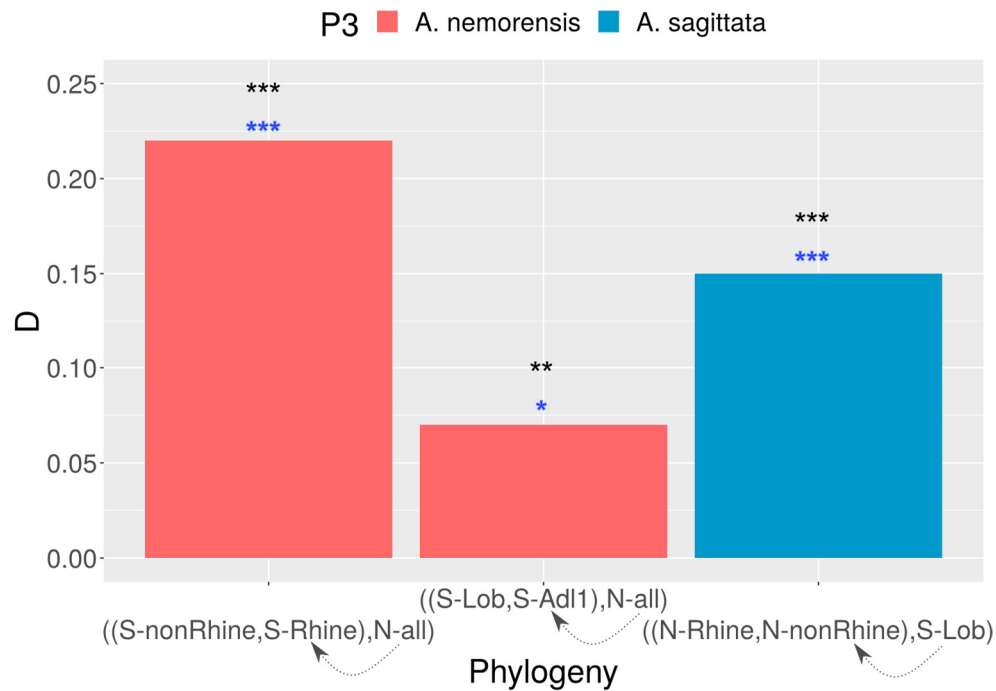 P3 A. nemorensis A. sagittata
0.25
***
***
0.20
***
***
0.15
D
0.10
**
*
0.05
0.00
((S-Lob,S-Adl1),N-all)
((S-nonRhine,S-Rhine),N-all) ((N-Rhine,N-nonRhine),S-Lob)
Phylogeny